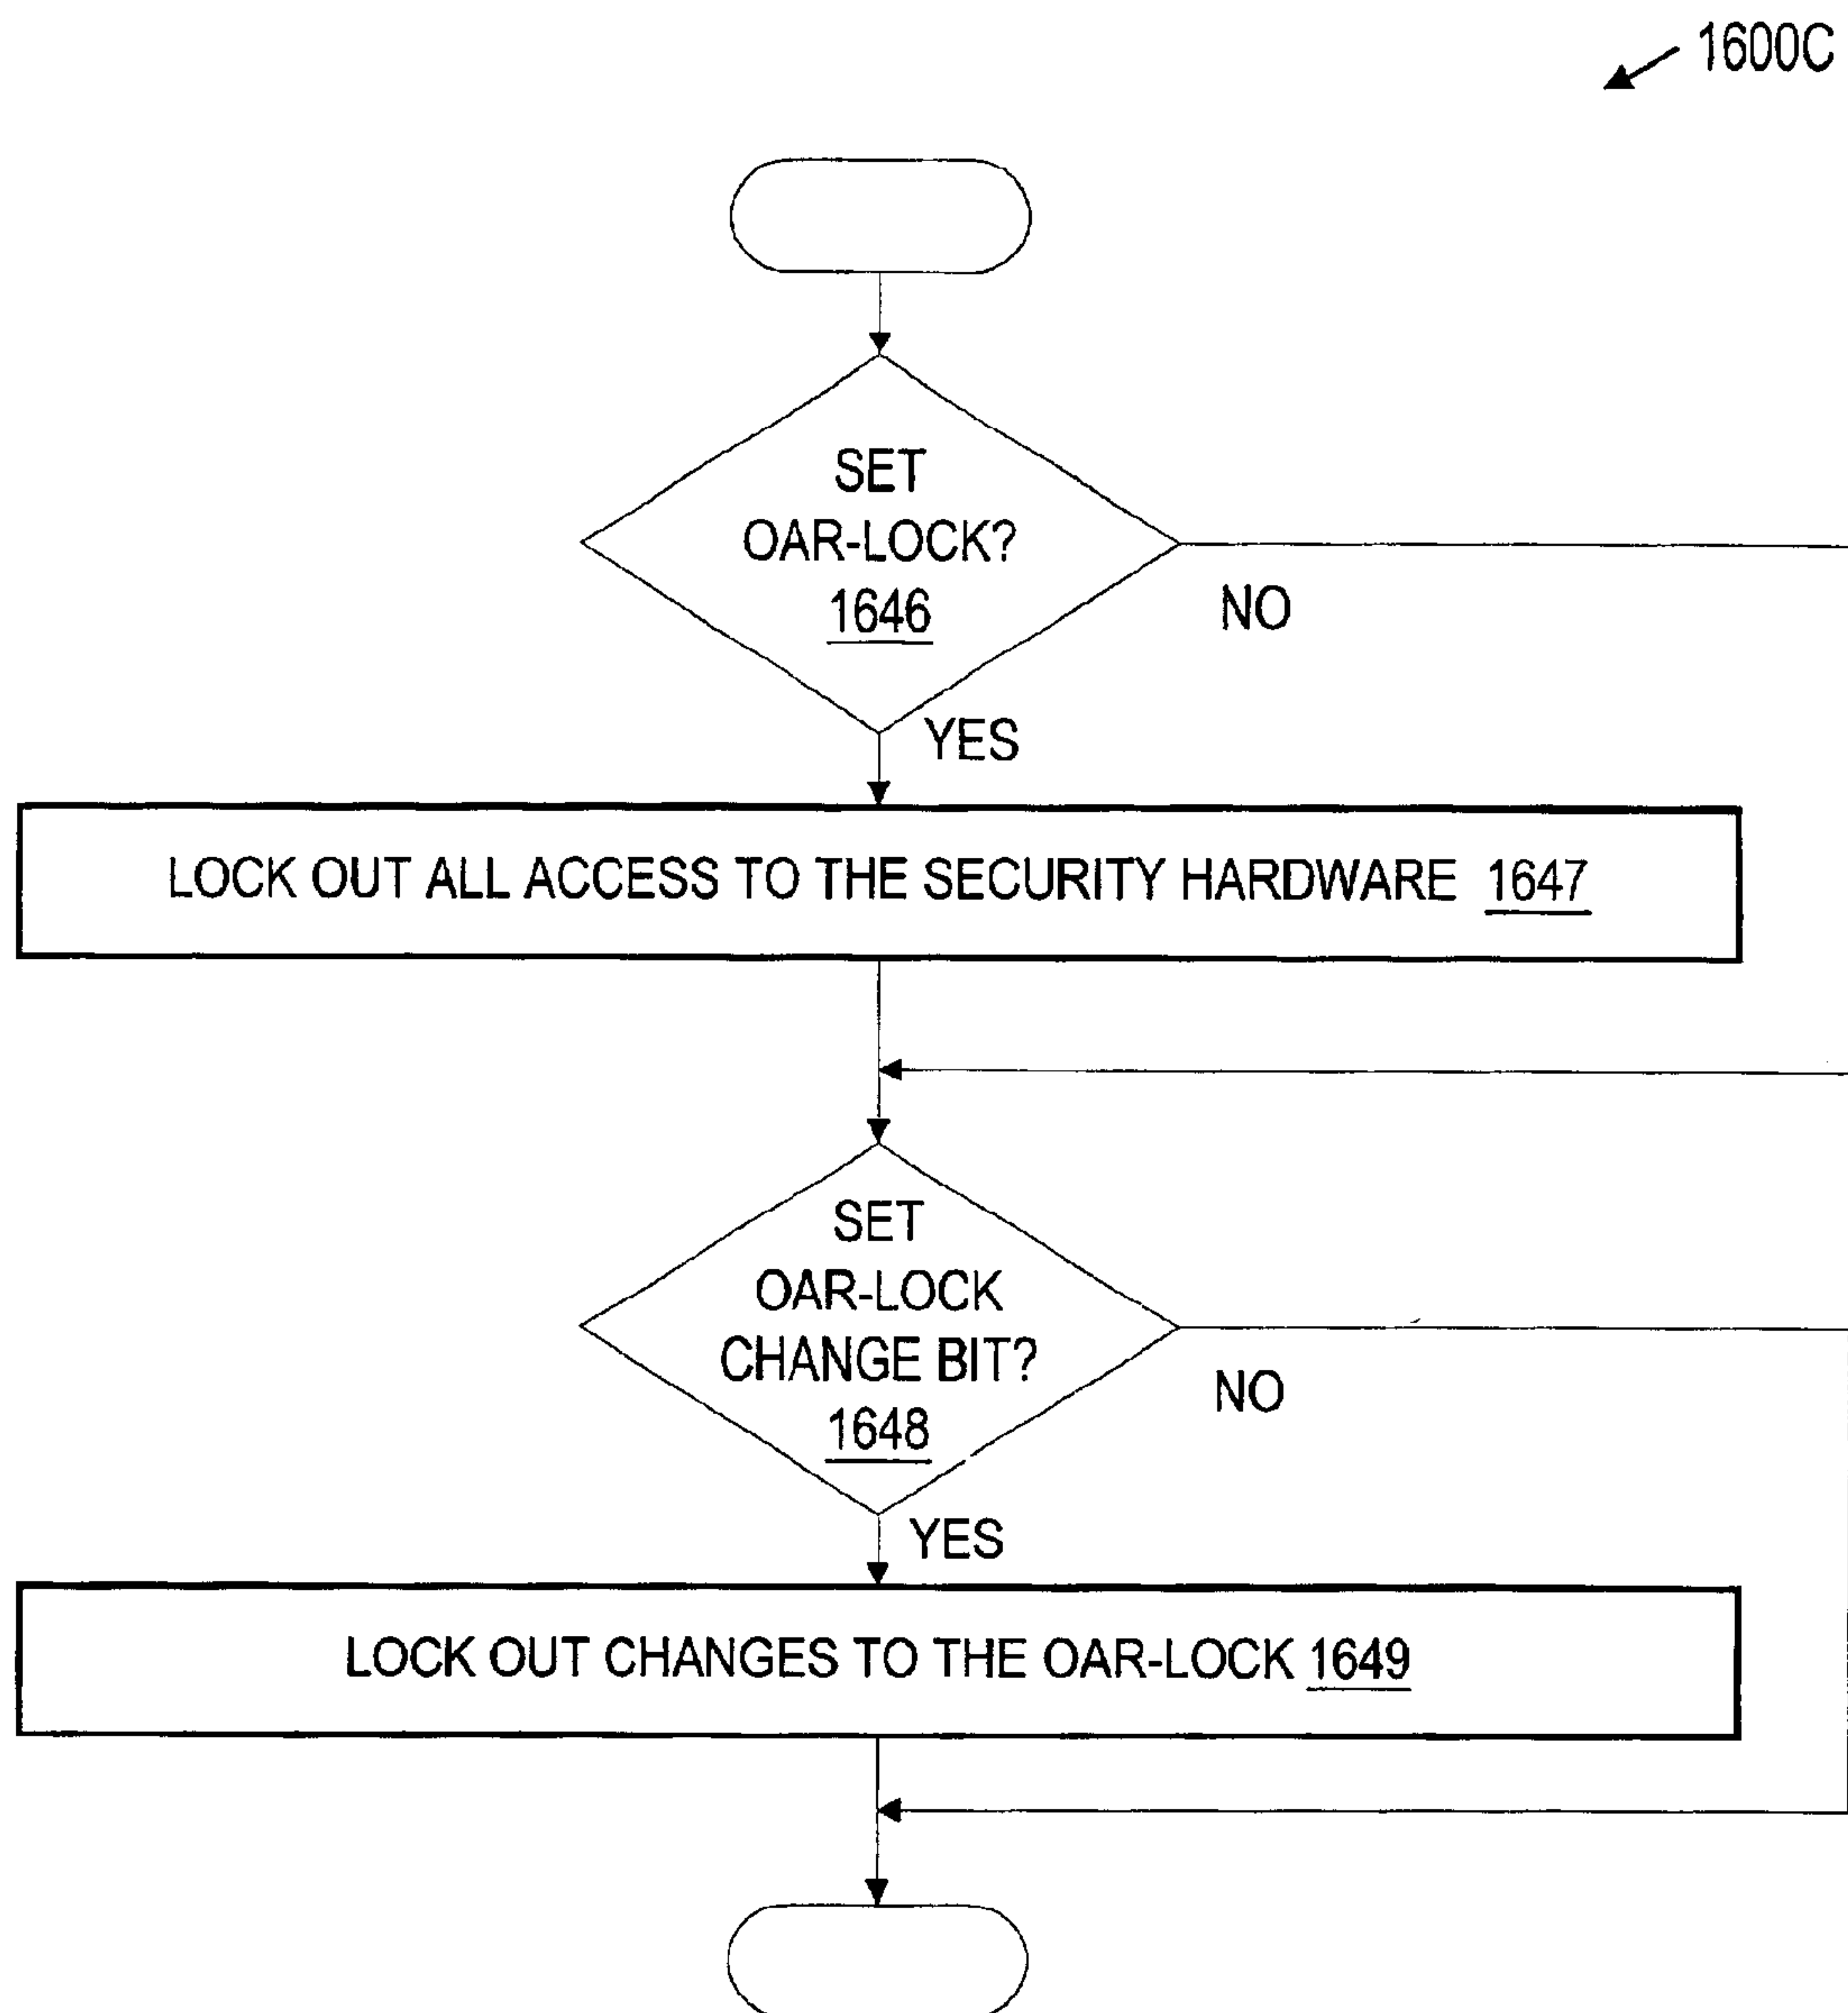 1600C
SET
OAR-LOCK?
1646
NO
YES
LOCK OUT ALL ACCESS TO THE SECURITY HARDWARE 1647
SET
OAR-LOCK
CHANGE BIT?
1648
NO
YES
LOCK OUT CHANGES TO THE OAR-LOCK 1649